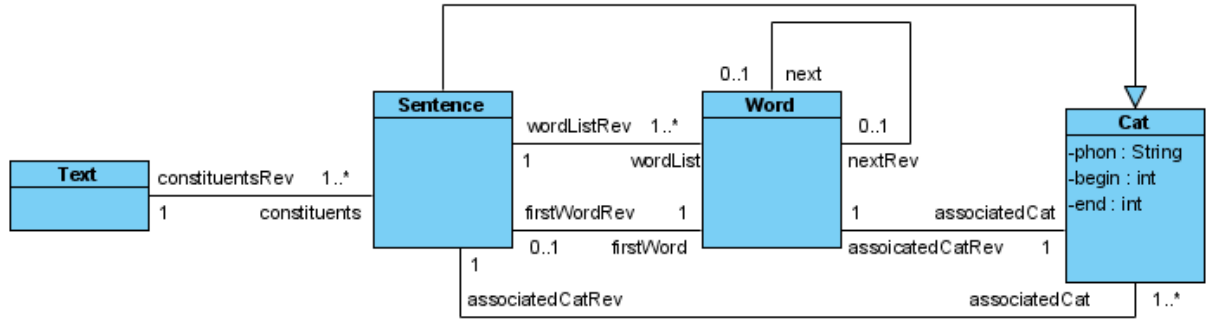 0..1 next
Sentence
Word
Cat
wordListRev 1..*
0..1
-phon : String
1
wordList
nextRev
-begin : int
Text
constituentsRev 1..*
-end : int
1
constituents
firstWordRev 1
1
associatedCat
0..1
firstWord
assoicatedCatRev 1
1
associatedCatRev
associatedCat
1..*